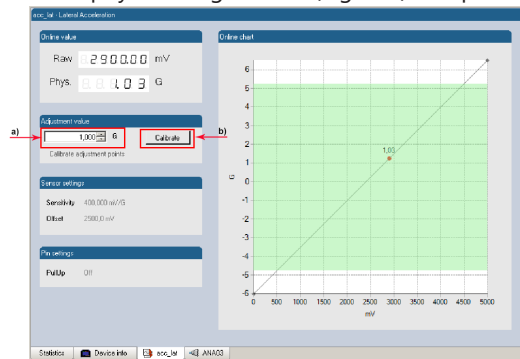 acc_lat - Lateral Acceleration
Online value
Raw 2900.00 mV
Phys. 1.03 G
Adjustment value
a)
1,000 G
Calibrate
b)
Calibrate adjustment points
Sensor settings
Sensitivity 400,000 mV/G
Offset 2500,0 mV
Pin settings
PullUp Off
Online chart
6
5
4
3
2
1
0
-1
-2
-3
-4
-5
-6
G
1,03
0 500 1000 1500 2000 2500 3000 3500 4000 4500 5000
mV
Statistics Device info acc_lat ANA03